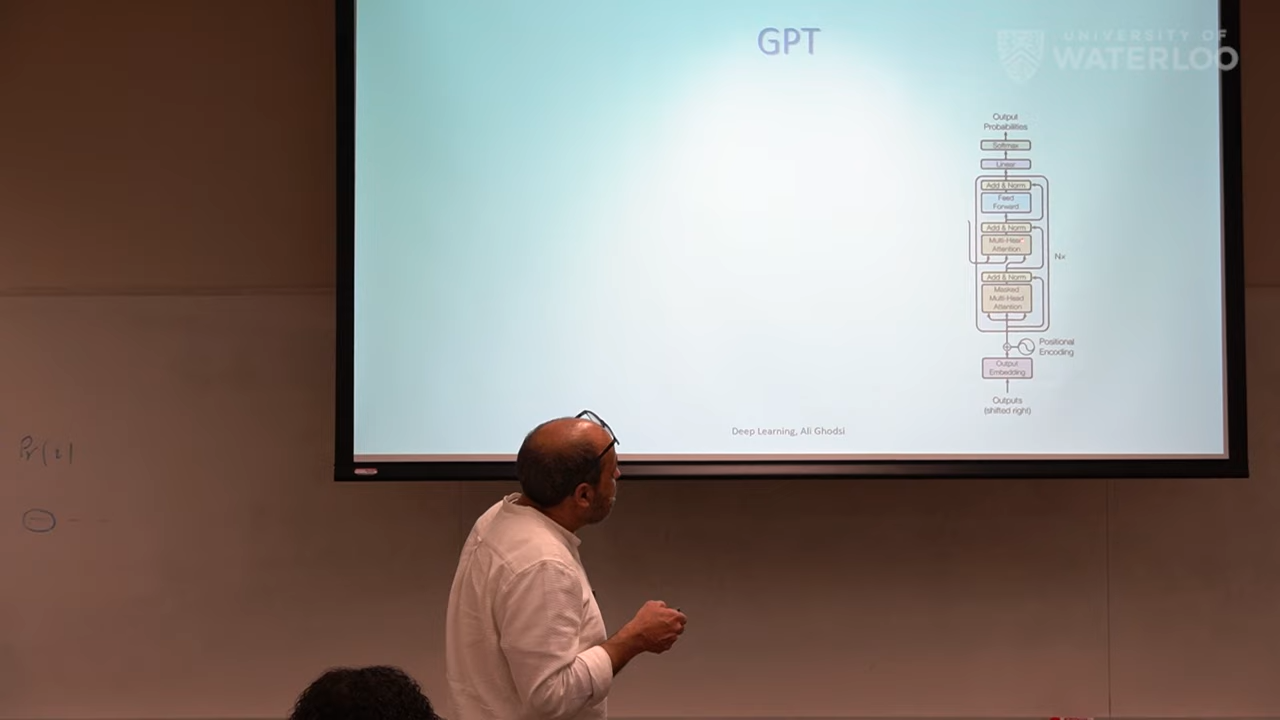 GPT
UNIVERSITY OF
WATERLOO
Output
Probabilities
Softmax
Linear
Add & Norm
Feed
Forward
Add & Norm
Multi-Head
Attention
Nx
Add & Norm
Masked
Multi-Head
Attention
Positional
Encoding
Output
Embedding
Outputs
(shifted right)
Deep Learning, Ali Ghodsi